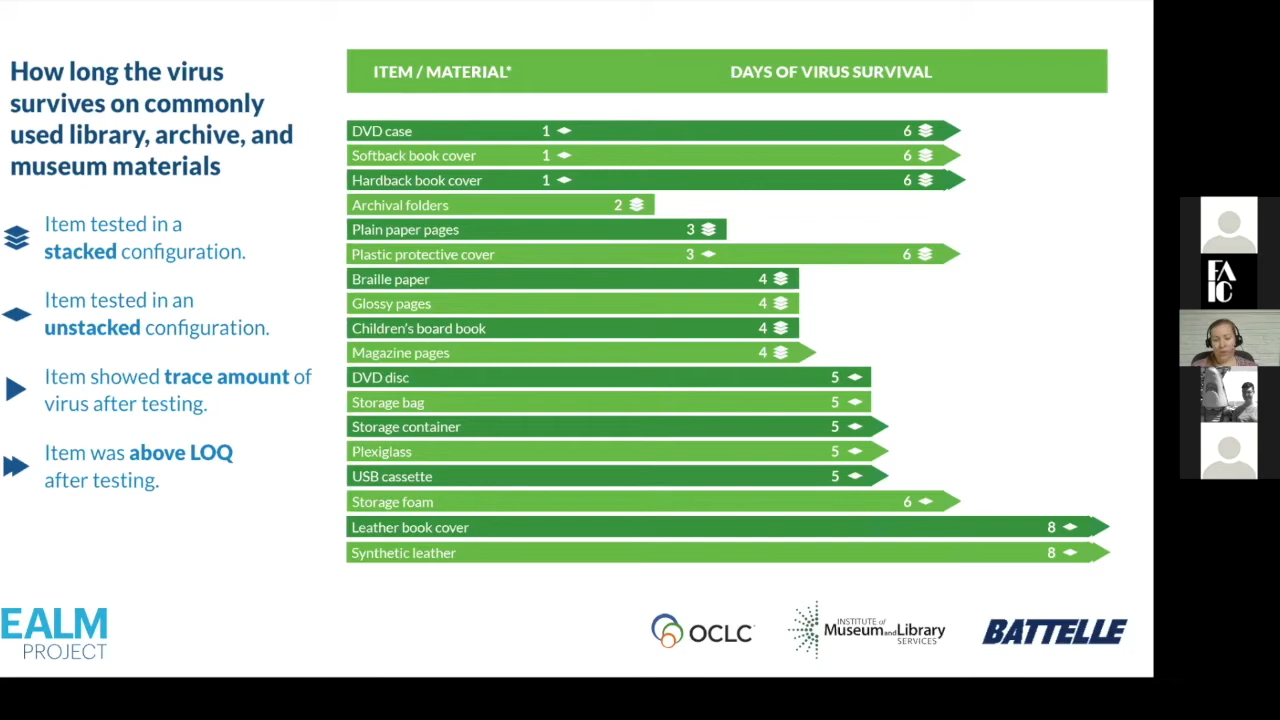 How long the virus
survives on commonly
used library, archive, and
museum materials
Item tested in a
stacked configuration.
Item tested in an
unstacked configuration.
Item showed trace amount of
virus after testing.
Item was above LOQ
after testing.
ITEM / MATERIAL* DAYS OF VIRUS SURVIVAL
DVD case 1 6
Softback book cover 1 6
Hardback book cover 1 6
Archival folders 2
Plain paper pages 3
Plastic protective cover 3 6
Braille paper 4
Glossy pages 4
Children's board book 4
Magazine pages 4
DVD disc 5
Storage bag 5
Storage container 5
Plexiglass 5
USB cassette 5
Storage foam 6
Leather book cover 8
Synthetic leather 8
EALM
PROJECT
OCLC
INSTITUTE of
Museum and Library
SERVICES
BATTELLE
FA
IC